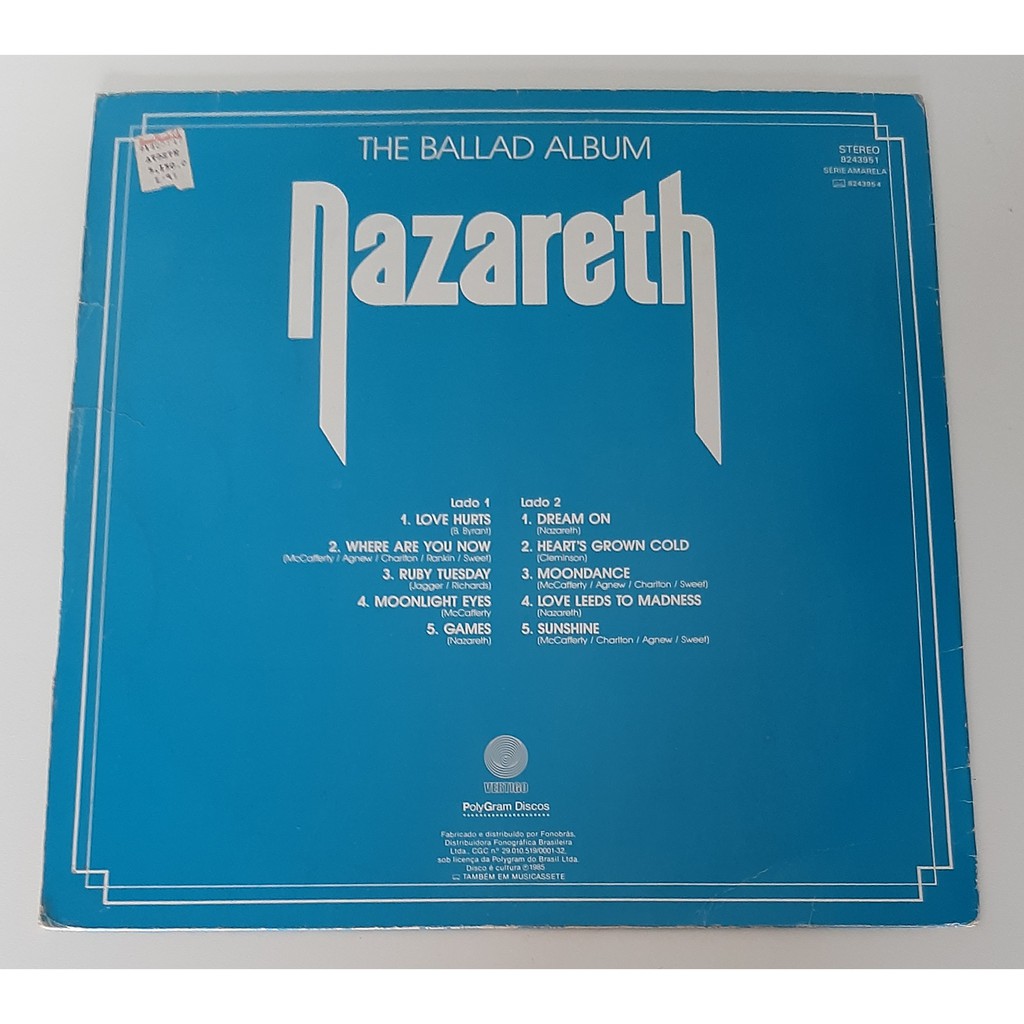 THE BALLAD ALBUM
STEREO
8243951
SÉRIE AMARELA
8243954
nazareth
Lado 1
1. LOVE HURTS
(B. Byrant)
2. WHERE ARE YOU NOW
(McCafferty / Agnew / Charlton / Rankin / Sweet)
3. RUBY TUESDAY
(Jagger / Richards)
4. MOONLIGHT EYES
(McCafferty
5. GAMES
(Nazareth)
Lado 2
1. DREAM ON
(Nazareth)
2. HEART'S GROWN COLD
(Cleminson)
3. MOONDANCE
(McCafferty / Agnew / Charlton / Sweet)
4. LOVE LEEDS TO MADNESS
(Nazareth)
5. SUNSHINE
(McCafferty / Charlton / Agnew / Sweet)
VERTIGO
PolyGram Discos
Fabricado e distribuído por Fonobrás,
Distribuidora Fonográfica Brasileira
Ltda., CGC nº 29.010.519/0001-32,
sob licença da Polygram do Brasil Ltda.
Disco é cultura ℗1985
TAMBÉM EM MUSICASSETE